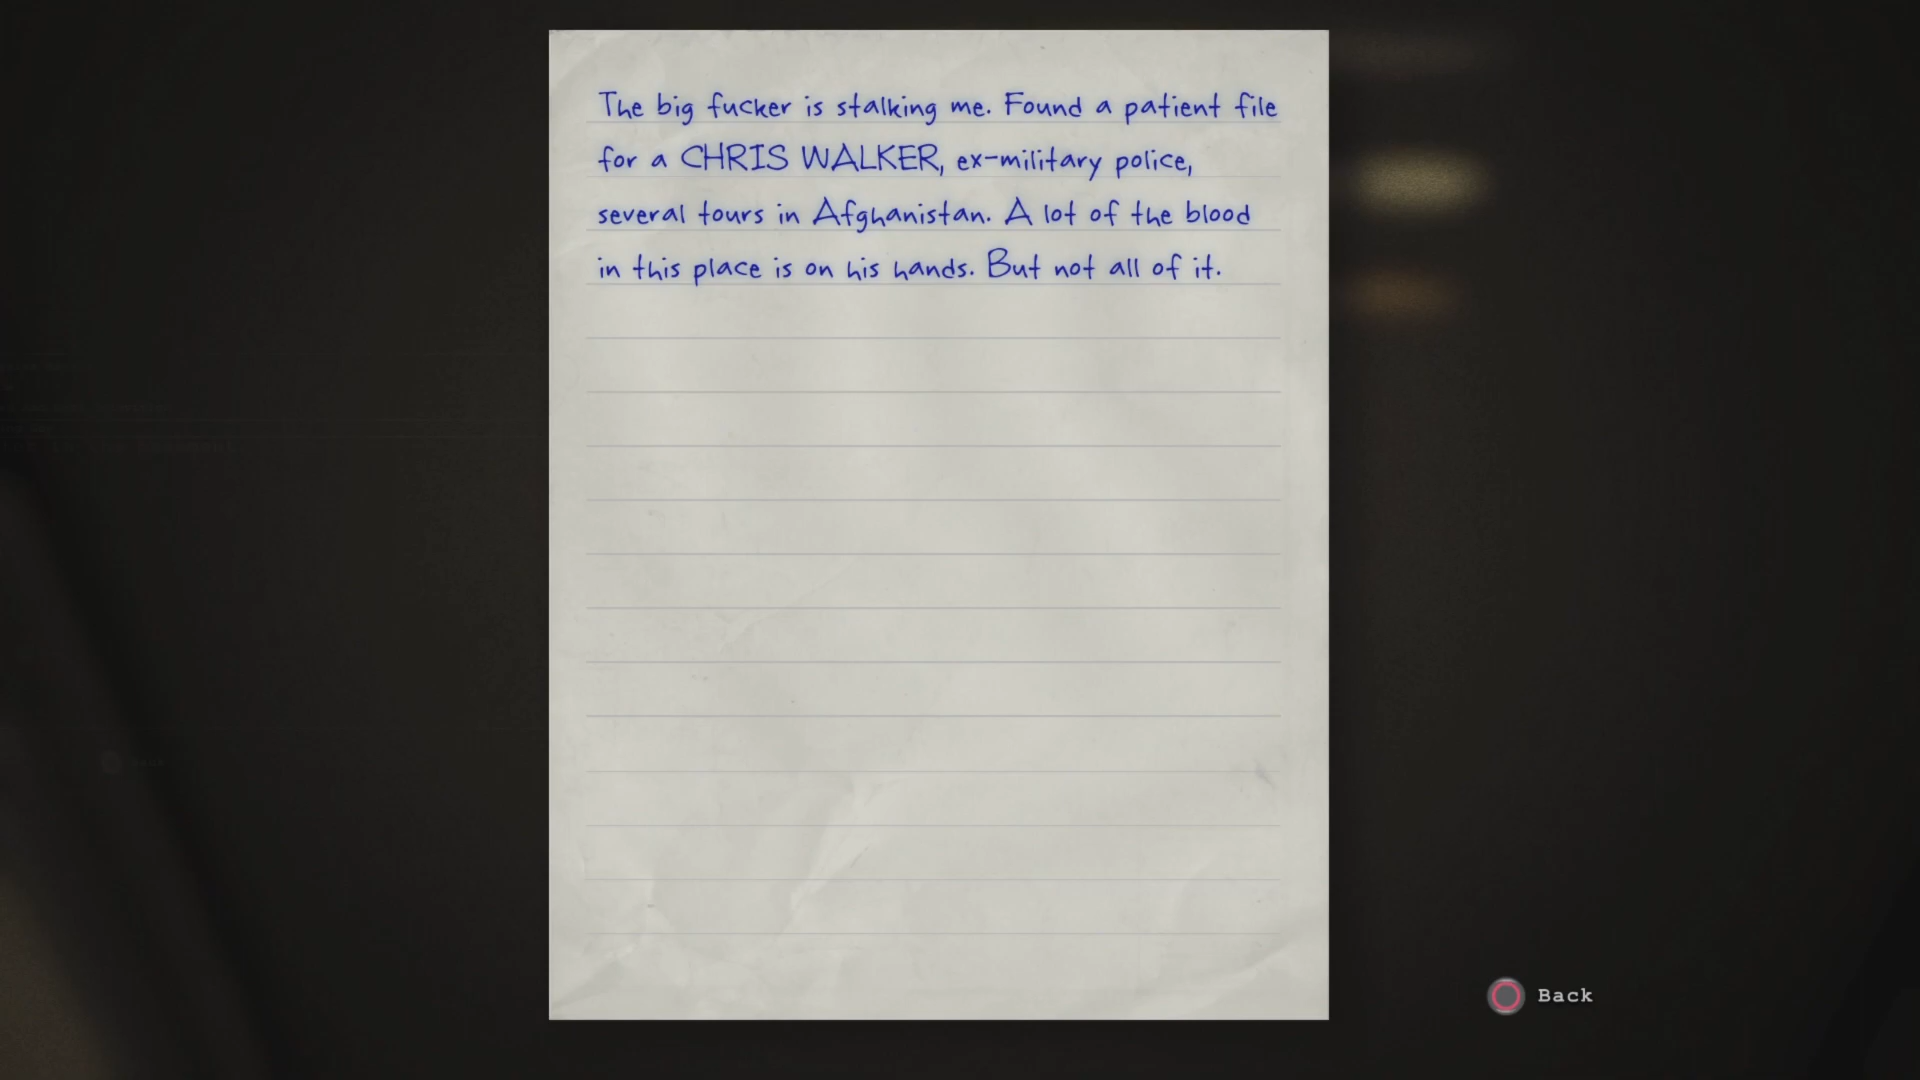 The big fucker is stalking me. Found a patient file
for a CHRIS WALKER, ex-military police,
several tours in Afghanistan. A lot of the blood
in this place is on his hands. But not all of it.
Back